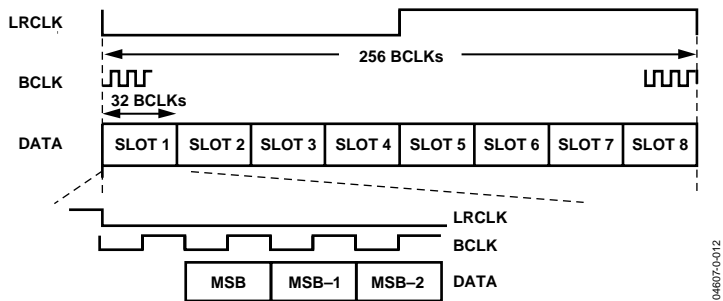 LRCLK
256 BCLKs
BCLK
32 BCLKs
DATA
SLOT 1 SLOT 2 SLOT 3 SLOT 4 SLOT 5 SLOT 6 SLOT 7 SLOT 8
LRCLK
BCLK
MSB MSB–1 MSB–2 DATA
04607-0-012